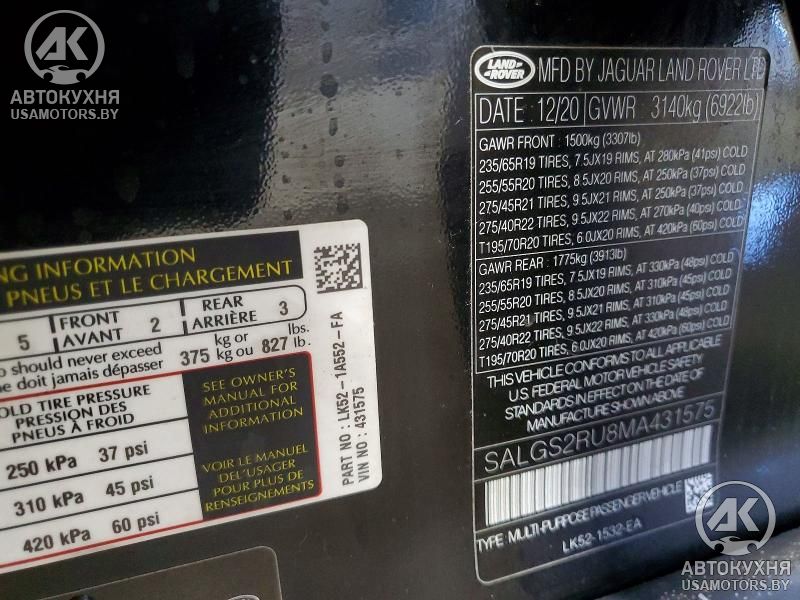 АВТОКУХНЯ
USAMOTORS.BY
LAND ROVER MFD BY JAGUAR LAND ROVER LTD
DATE : 12/20 GVWR : 3140kg (6922lb)
GAWR FRONT : 1500kg (3307lb)
235/65R19 TIRES, 7.5JX19 RIMS, AT 280kPa (41psi) COLD
255/55R20 TIRES, 8.5JX20 RIMS, AT 250kPa (37psi) COLD
275/45R21 TIRES, 9.5JX21 RIMS, AT 250kPa (37psi) COLD
275/40R22 TIRES, 9.5JX22 RIMS, AT 270kPa (40psi) COLD
T195/70R20 TIRES, 6.0JX20 RIMS, AT 420kPa (60psi) COLD
GAWR REAR : 1775kg (3913lb)
235/65R19 TIRES, 7.5JX19 RIMS, AT 330kPa (48psi) COLD
255/55R20 TIRES, 8.5JX20 RIMS, AT 310kPa (45psi) COLD
275/45R21 TIRES, 9.5JX21 RIMS, AT 310kPa (45psi) COLD
275/40R22 TIRES, 9.5JX22 RIMS, AT 330kPa (48psi) COLD
T195/70R20 TIRES, 6.0JX20 RIMS, AT 420kPa (60psi) COLD
THIS VEHICLE CONFORMS TO ALL APPLICABLE
U.S. FEDERAL MOTOR VEHICLE SAFETY
STANDARDS IN EFFECT ON THE DATE OF
MANUFACTURE SHOWN ABOVE
SALGS2RU8MA431575
TYPE : MULTI-PURPOSE PASSENGER VEHICLE
LK52-1532-EA
NG INFORMATION
PNEUS ET LE CHARGEMENT
5 FRONT AVANT 2 REAR ARRIÈRE 3
o should never exceed
ne doit jamais dépasser 375 kg or kg ou 827 lbs. lb.
OLD TIRE PRESSURE
PRESSION DES
PNEUS À FROID
250 kPa 37 psi
310 kPa 45 psi
420 kPa 60 psi
SEE OWNER'S
MANUAL FOR
ADDITIONAL
INFORMATION
VOIR LE MANUEL
DE L'USAGER
POUR PLUS DE
RENSEIGNEMENTS
PART NO : LK52-1A552-FA
VIN NO : 431575
АВТОКУХНЯ
USAMOTORS.BY